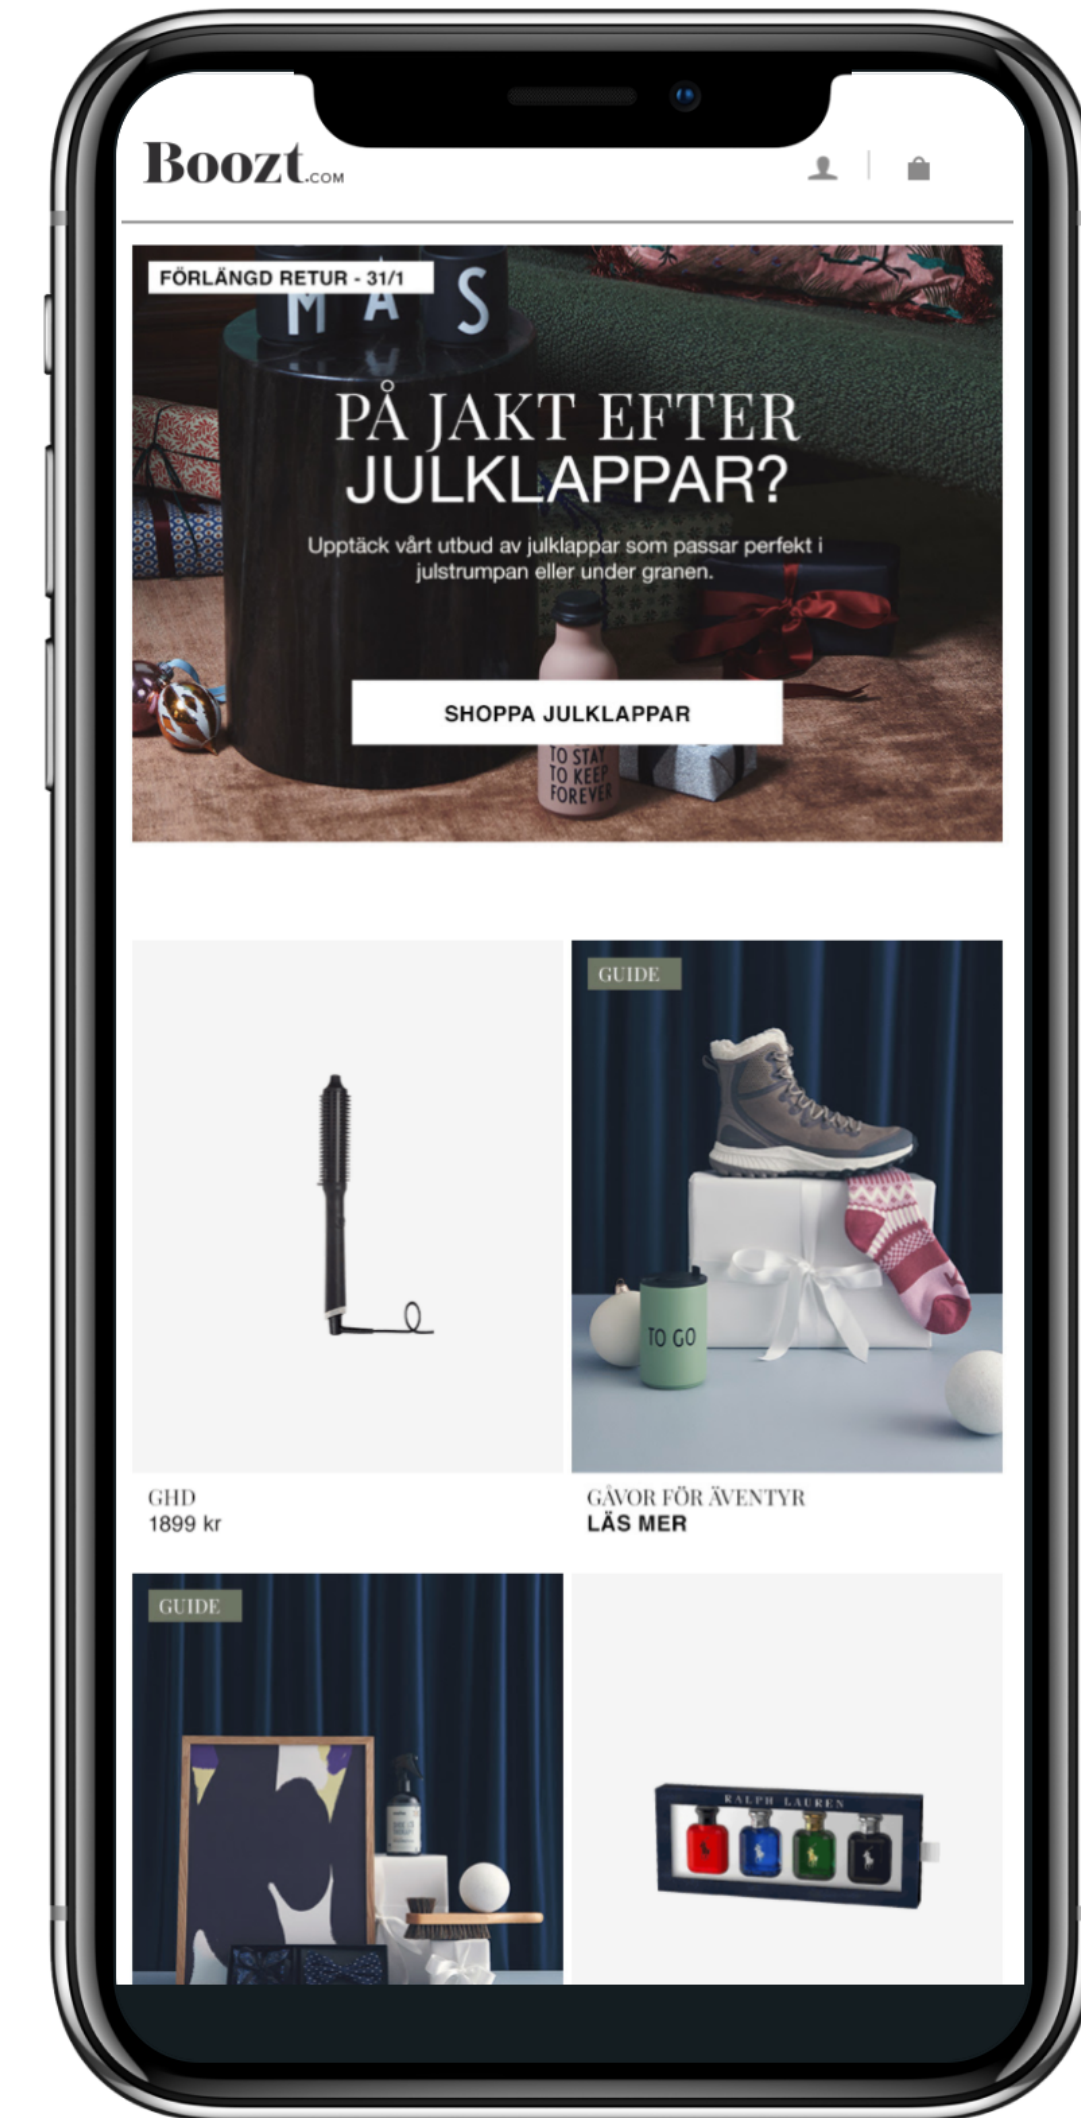 BOOZT.COM
FÖRLÄNGD RETUR - 31/1
M A S
PÅ JAKT EFTER
JULKLAPPAR?
Upptäck vårt utbud av julklappar som passar perfekt i
julstrumpan eller under granen.
SHOPPA JULKLAPPAR
TO STAY
TO KEEP
FOREVER
GUIDE
TO GO
GHD
1899 kr
GÅVOR FÖR ÄVENTYR
LÄS MER
GUIDE
RALPH LAUREN